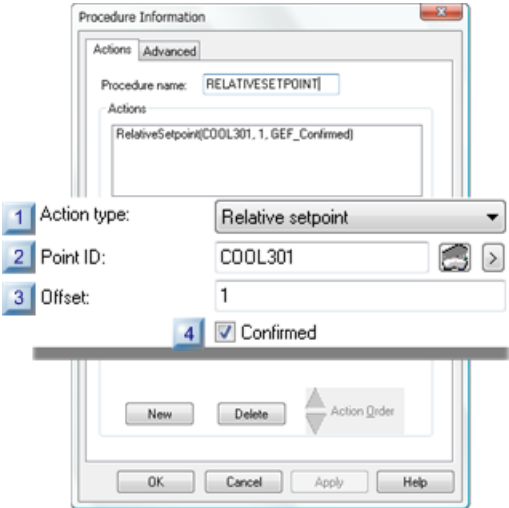 Procedure Information
Actions Advanced
Procedure name: RELATIVESETPOINT
Actions
RelativeSetpoint(COOL301, 1, GEF_Confirmed)
1 Action type: Relative setpoint
2 Point ID: COOL301 >
3 Offset: 1
4 Confirmed
New Delete Action Order
OK Cancel Apply Help